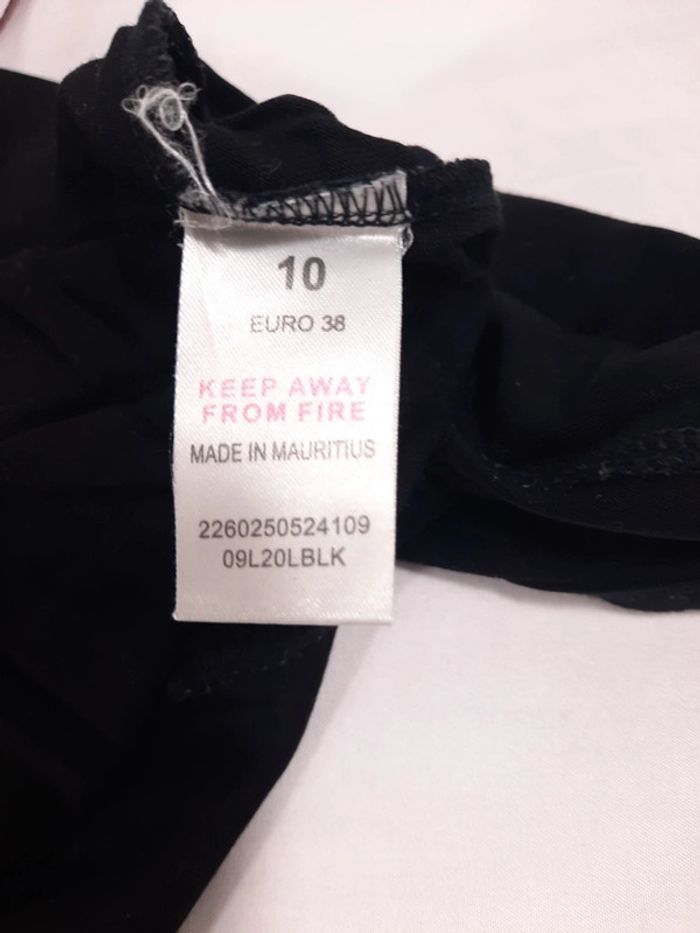 10
EURO 38
KEEP AWAY
FROM FIRE
MADE IN MAURITIUS
2260250524109
09L20LBLK